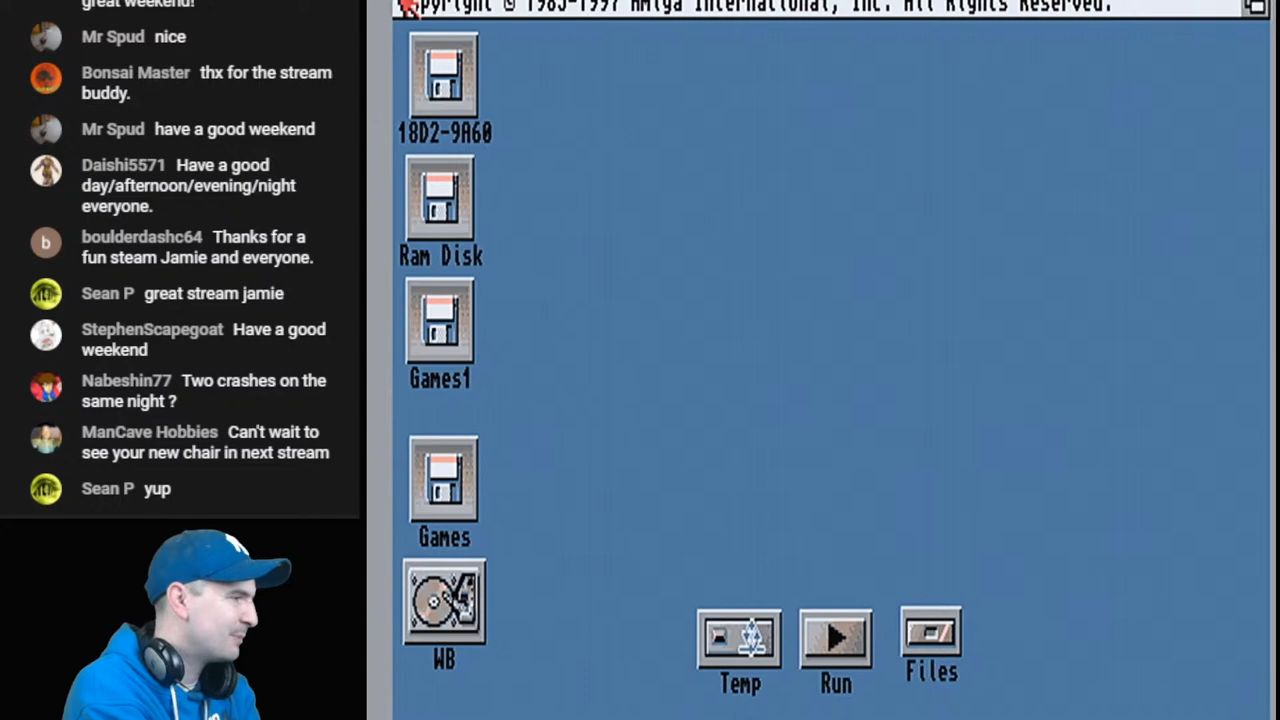 great weekend!
Mr Spud nice
Bonsai Master thx for the stream
buddy.
Mr Spud have a good weekend
Daishi5571 Have a good
day/afternoon/evening/night
everyone.
b
boulderdashc64 Thanks for a
fun steam Jamie and everyone.
Sean P great stream jamie
StephenScapegoat Have a good
weekend
Nabeshin77 Two crashes on the
same night ?
ManCave Hobbies Can't wait to
see your new chair in next stream
Sean P yup
pyright © 1985-1997 Amiga International, Inc. All Rights Reserved.
18D2-9A60
Ram Disk
Games1
Games
WB
Temp
Run
Files